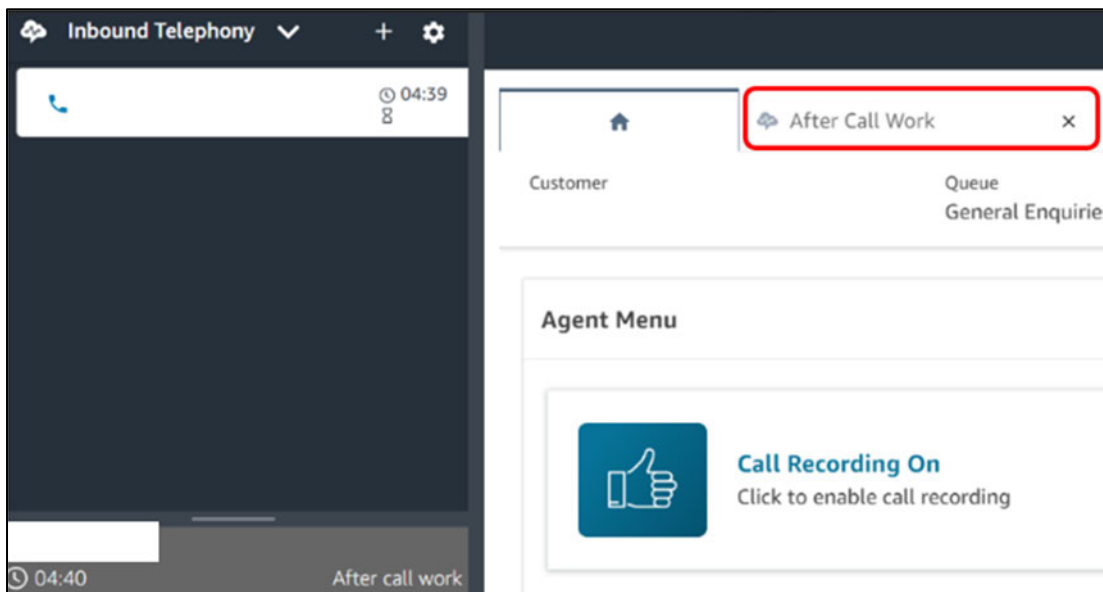 Inbound Telephony
04:39
After Call Work
Customer
Queue
General Enquirie
Agent Menu
Call Recording On
Click to enable call recording
04:40
After call work